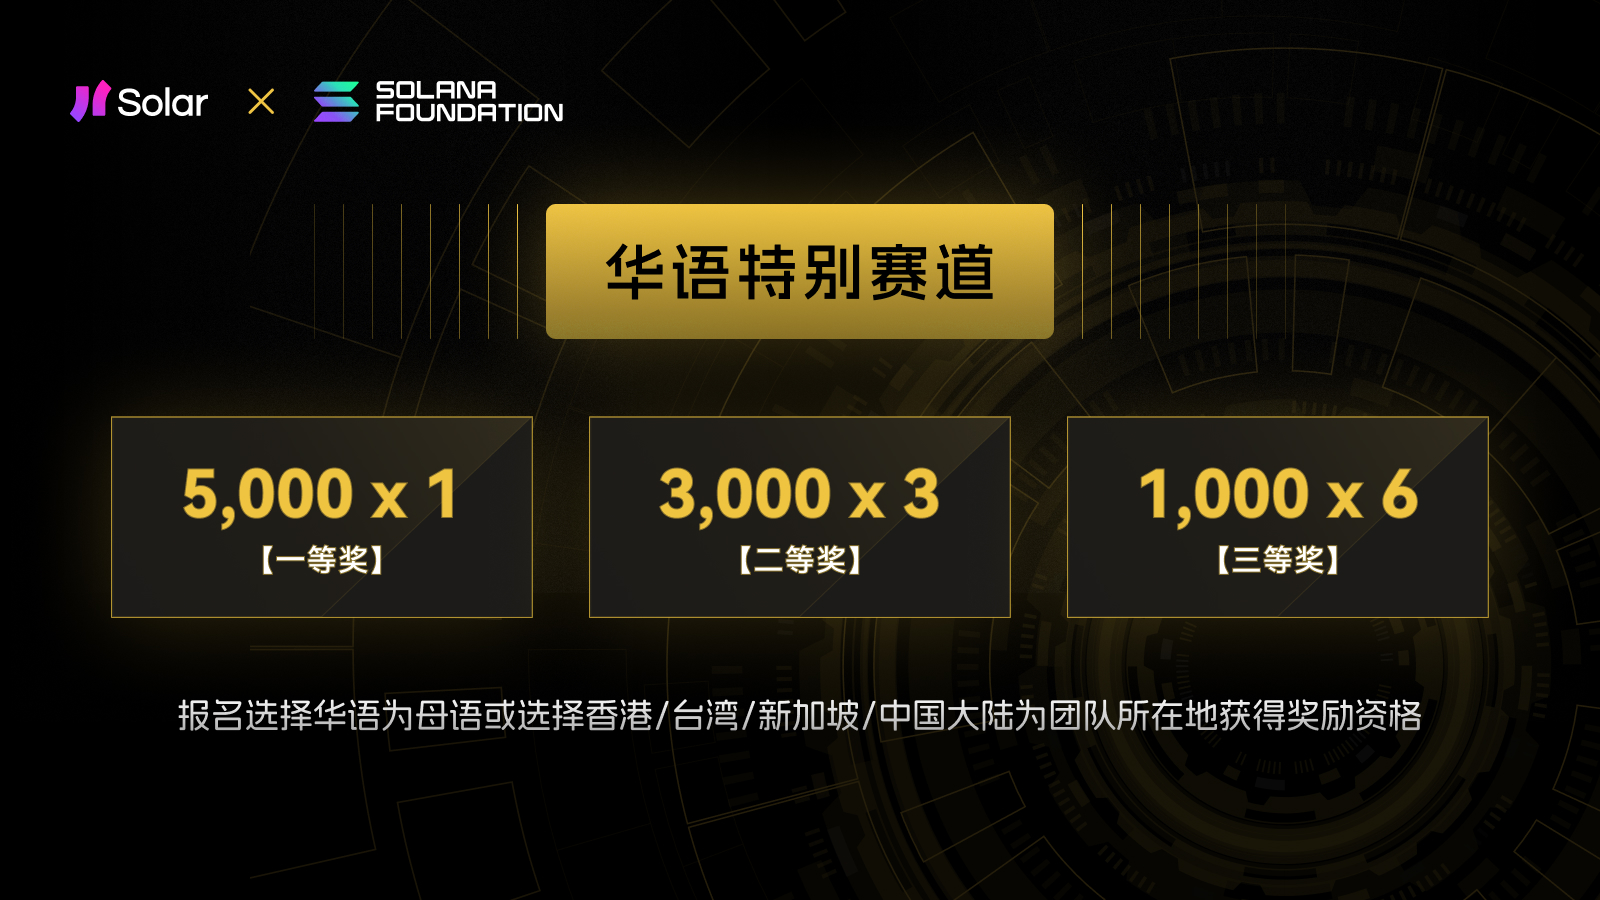 Solar × SOLANA FOUNDATION
华语特别赛道
5,000 x 1
【一等奖】
3,000 x 3
【二等奖】
1,000 x 6
【三等奖】
报名选择华语为母语或选择香港/台湾/新加坡/中国大陆为团队所在地获得奖励资格